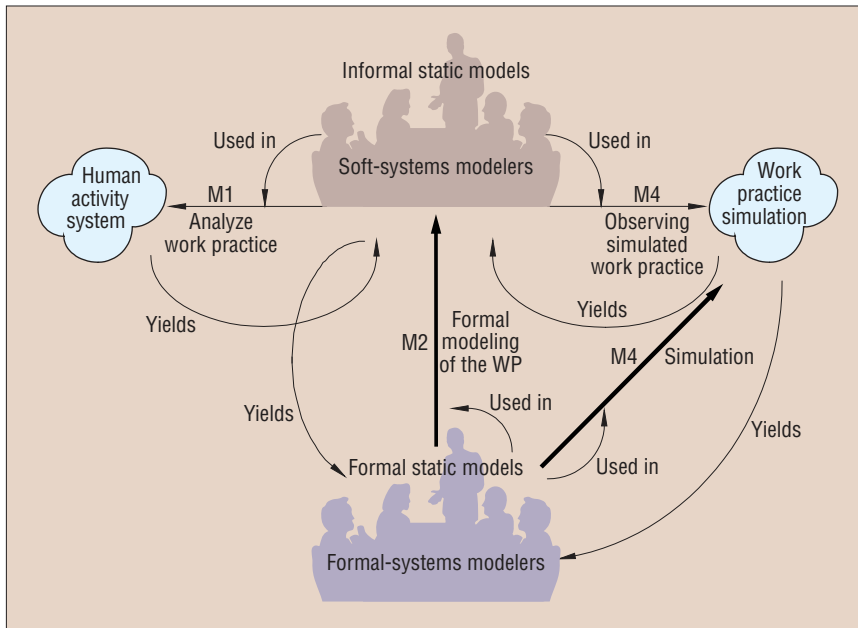 Informal static models
Used in
Used in
Human
activity
system
Soft-systems modelers
Work
practice
simulation
M1
Analyze
work practice
M4
Observing
simulated
work practice
Yields
Yields
M2
Formal
modeling
of the WP
M4
Simulation
Yields
Used in
Yields
Formal static models
Used in
Formal-systems modelers